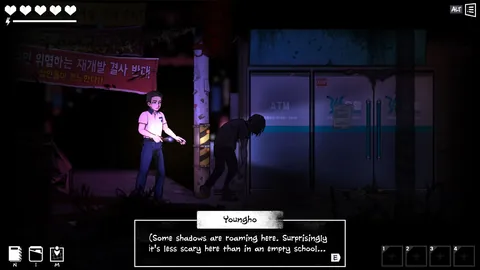 ALT
위협하는 재개발 결사 반대
ATM
Youngho
(Some shadows are roaming here. Surprisingly
it's less scary here than in an empty school...
E
1
2
3
4